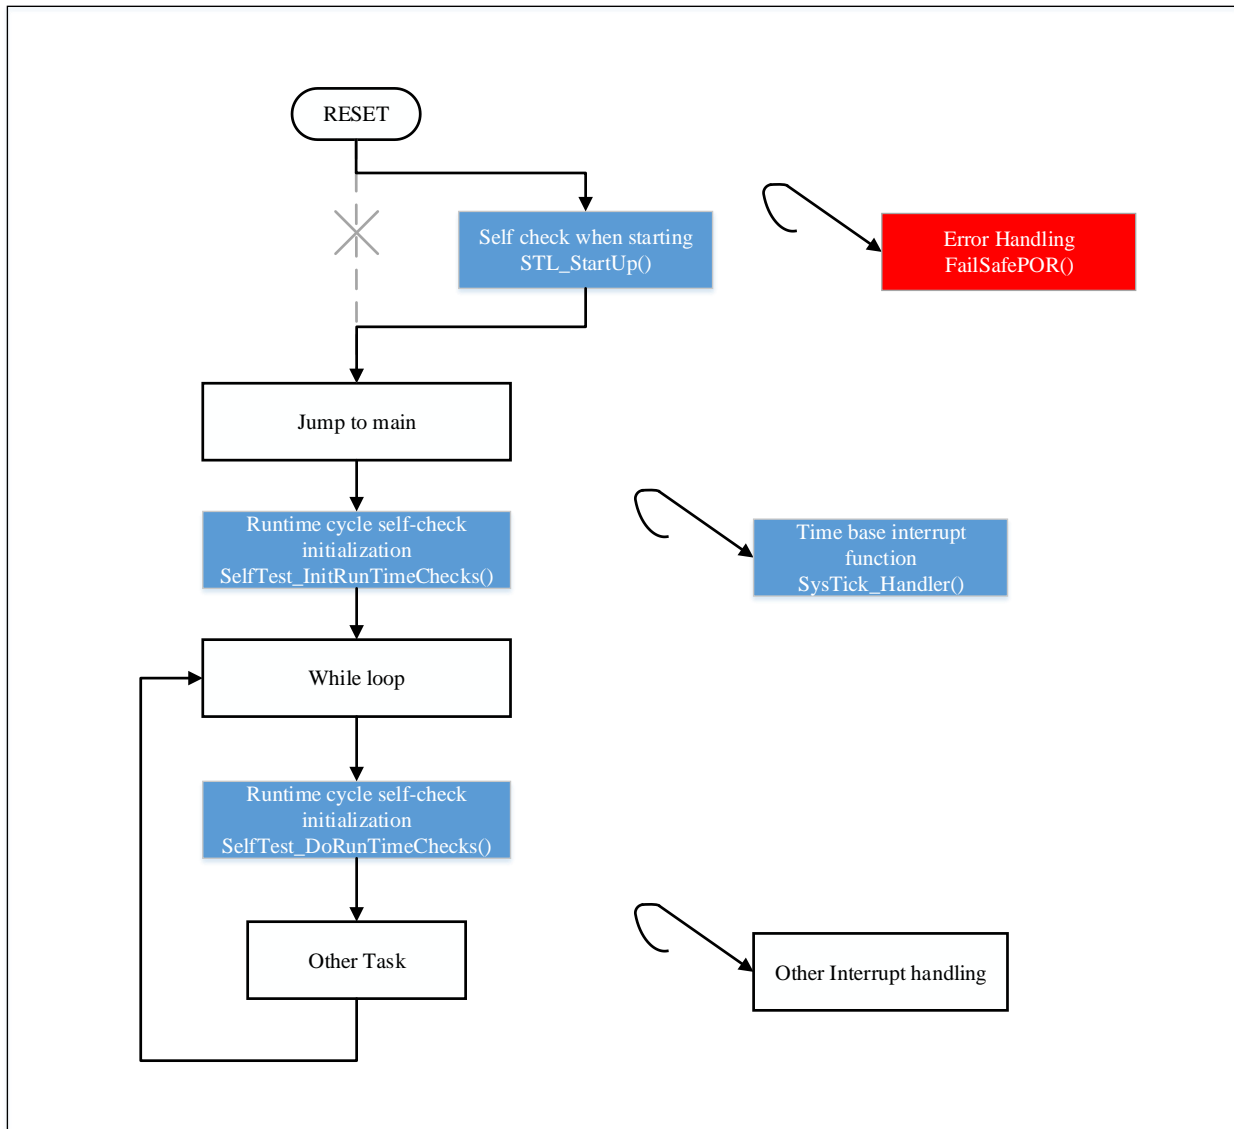 RESET
Self check when starting
STL_StartUp()
Error Handling
FailSafePOR()
Jump to main
Runtime cycle self-check
initialization
SelfTest_InitRunTimeChecks()
Time base interrupt
function
SysTick_Handler()
While loop
Runtime cycle self-check
initialization
SelfTest_DoRunTimeChecks()
Other Task
Other Interrupt handling